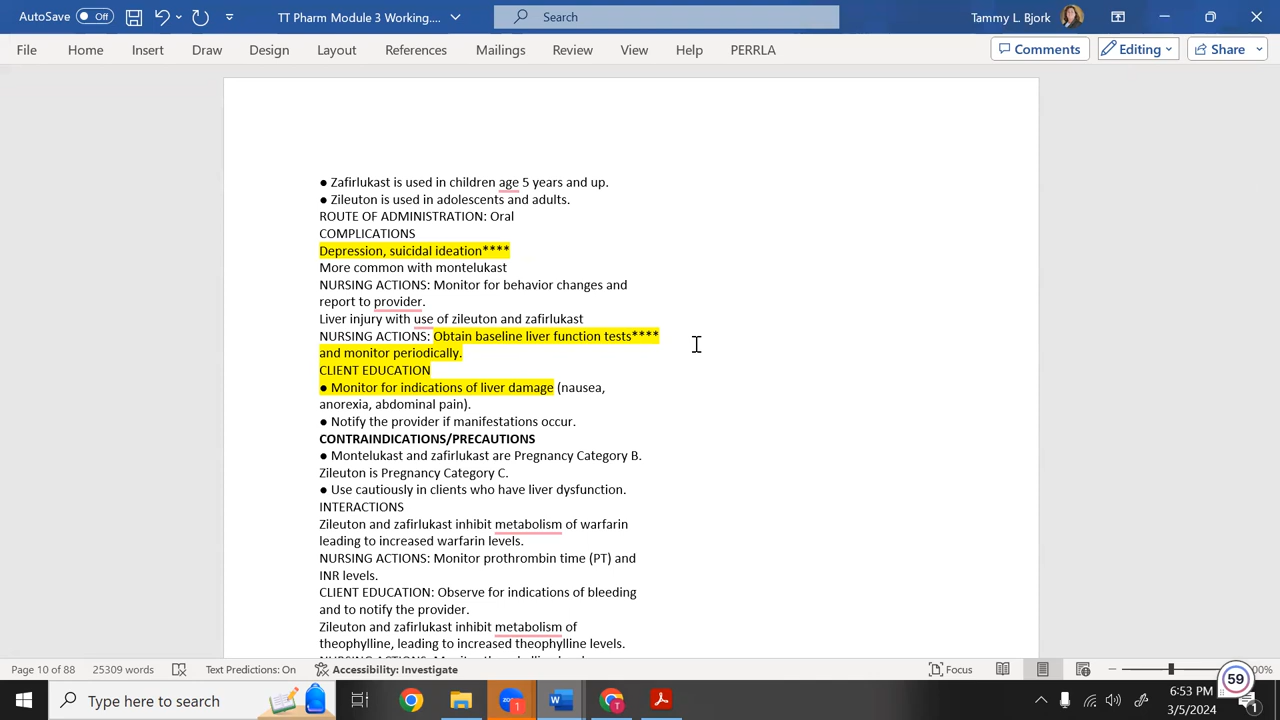 AutoSave Off TT Pharm Module 3 Working.... Search Tammy L. Bjork
File Home Insert Draw Design Layout References Mailings Review View Help PERRLA Comments Editing Share
● Zafirlukast is used in children age 5 years and up.
● Zileuton is used in adolescents and adults.
ROUTE OF ADMINISTRATION: Oral
COMPLICATIONS
Depression, suicidal ideation****
More common with montelukast
NURSING ACTIONS: Monitor for behavior changes and
report to provider.
Liver injury with use of zileuton and zafirlukast
NURSING ACTIONS: Obtain baseline liver function tests****
and monitor periodically.
CLIENT EDUCATION
● Monitor for indications of liver damage (nausea,
anorexia, abdominal pain).
● Notify the provider if manifestations occur.
CONTRAINDICATIONS/PRECAUTIONS
● Montelukast and zafirlukast are Pregnancy Category B.
Zileuton is Pregnancy Category C.
● Use cautiously in clients who have liver dysfunction.
INTERACTIONS
Zileuton and zafirlukast inhibit metabolism of warfarin
leading to increased warfarin levels.
NURSING ACTIONS: Monitor prothrombin time (PT) and
INR levels.
CLIENT EDUCATION: Observe for indications of bleeding
and to notify the provider.
Zileuton and zafirlukast inhibit metabolism of
theophylline, leading to increased theophylline levels.
Page 10 of 88 25309 words Text Predictions: On Accessibility: Investigate Focus
59
Type here to search 1 6:53 PM
3/5/2024 1